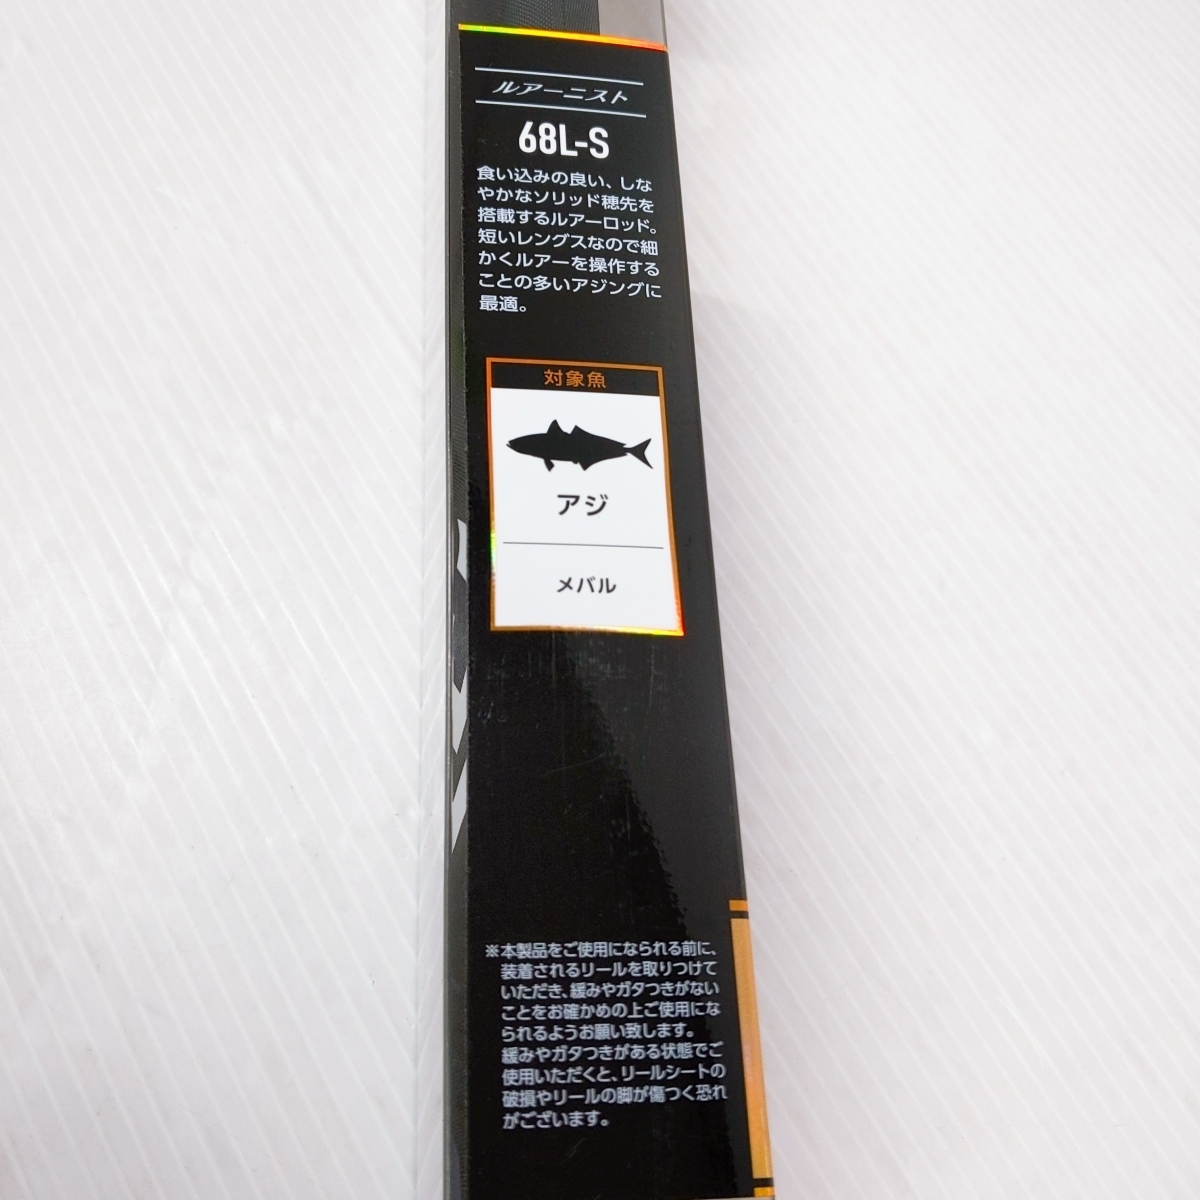 ルアーニスト
68L-S
食い込みの良い、しな
やかなソリッド穂先を
搭載するルアーロッド。
短いレングスなので細
かくルアーを操作する
ことの多いアジングに
最適。
対象魚
アジ
メバル
※本製品をご使用になられる前に、
装着されるリールを取りつけて
いただき、緩みやガタつきがない
ことをお確かめの上ご使用にな
られるようお願い致します。
緩みやガタつきがある状態でご
使用いただくと、リールシートの
破損やリールの脚が傷つく恐れ
がございます。